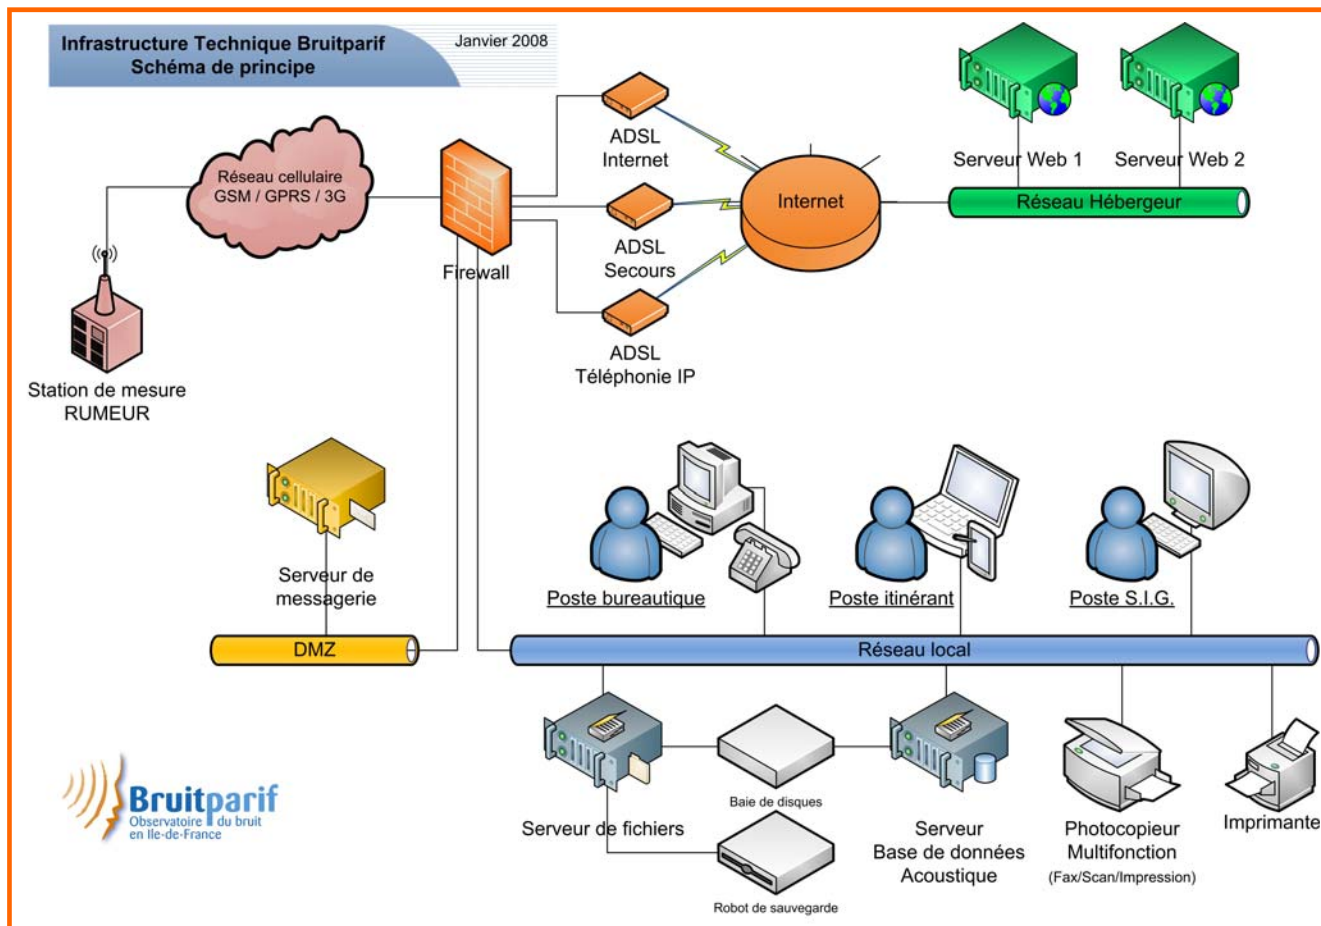 Infrastructure Technique Bruitparif
Schéma de principe
Janvier 2008
Réseau cellulaire
GSM / GPRS / 3G
Firewall
ADSL
Internet
ADSL
Secours
ADSL
Téléphonie IP
Internet
Serveur Web 1
Serveur Web 2
Réseau Hébergeur
Station de mesure
RUMEUR
Serveur de
messagerie
DMZ
Poste bureautique
Poste itinérant
Poste S.I.G.
Réseau local
Serveur de fichiers
Baie de disques
Robot de sauvegarde
Serveur
Base de données
Acoustique
Photocopieur
Multifonction
(Fax/Scan/Impression)
Imprimante
Bruitparif
Observatoire du bruit
en Ile-de-France